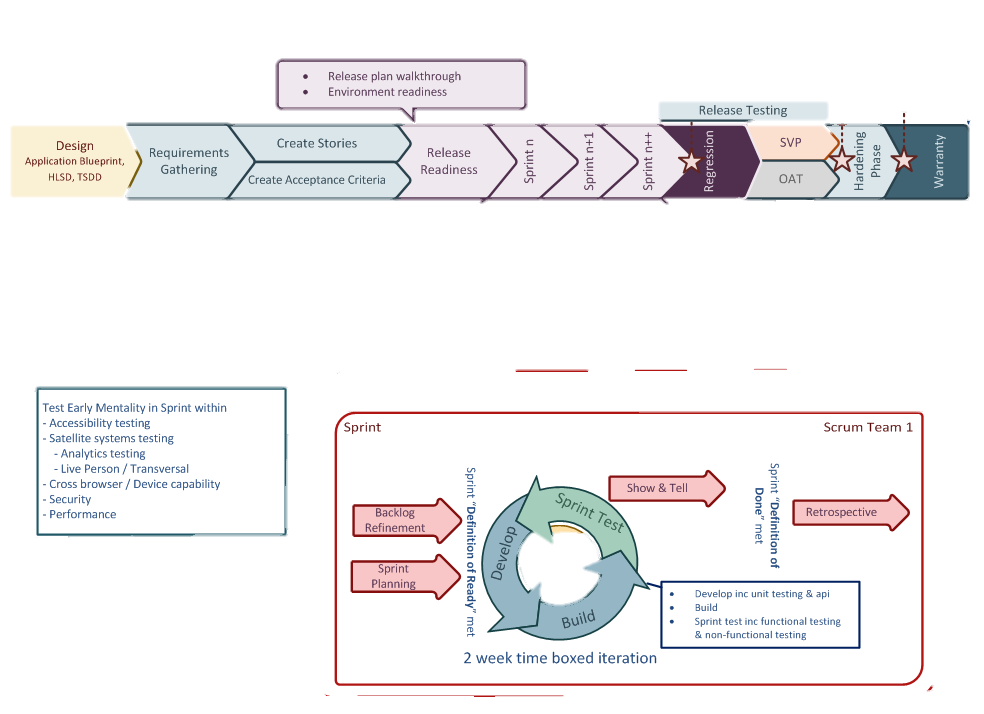 • Release plan walkthrough
• Environment readiness
Release Testing
Design
Application Blueprint,
HLSD, TSDD
Requirements
Gathering
Create Stories
Create Acceptance Criteria
Release
Readiness
Sprint n
Sprint n+1
Sprint n++
Regression
SVP
OAT
Hardening
Phase
Warranty
Test Early Mentality in Sprint within
- Accessibility testing
- Satellite systems testing
- Analytics testing
- Live Person / Transversal
- Cross browser / Device capability
- Security
- Performance
Sprint
Scrum Team 1
Backlog
Refinement
Sprint
Planning
Sprint “Definition of Ready” met
Develop
Sprint Test
Build
Show & Tell
Sprint “Definition of
Done” met
Retrospective
• Develop inc unit testing & api
• Build
• Sprint test inc functional testing
& non-functional testing
2 week time boxed iteration